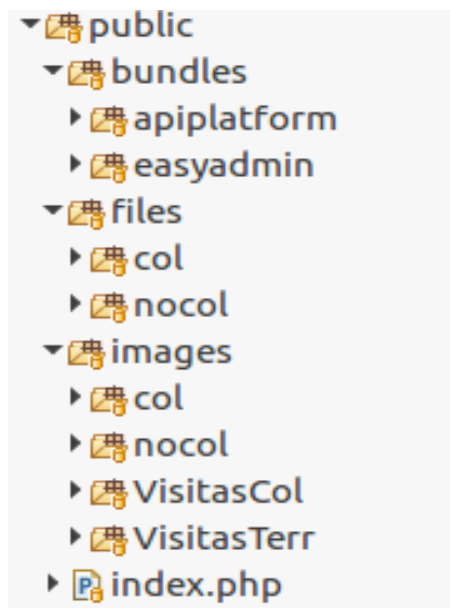 public
bundles
apiplatform
easyadmin
files
col
nocol
images
col
nocol
VisitasCol
VisitasTerr
index.php